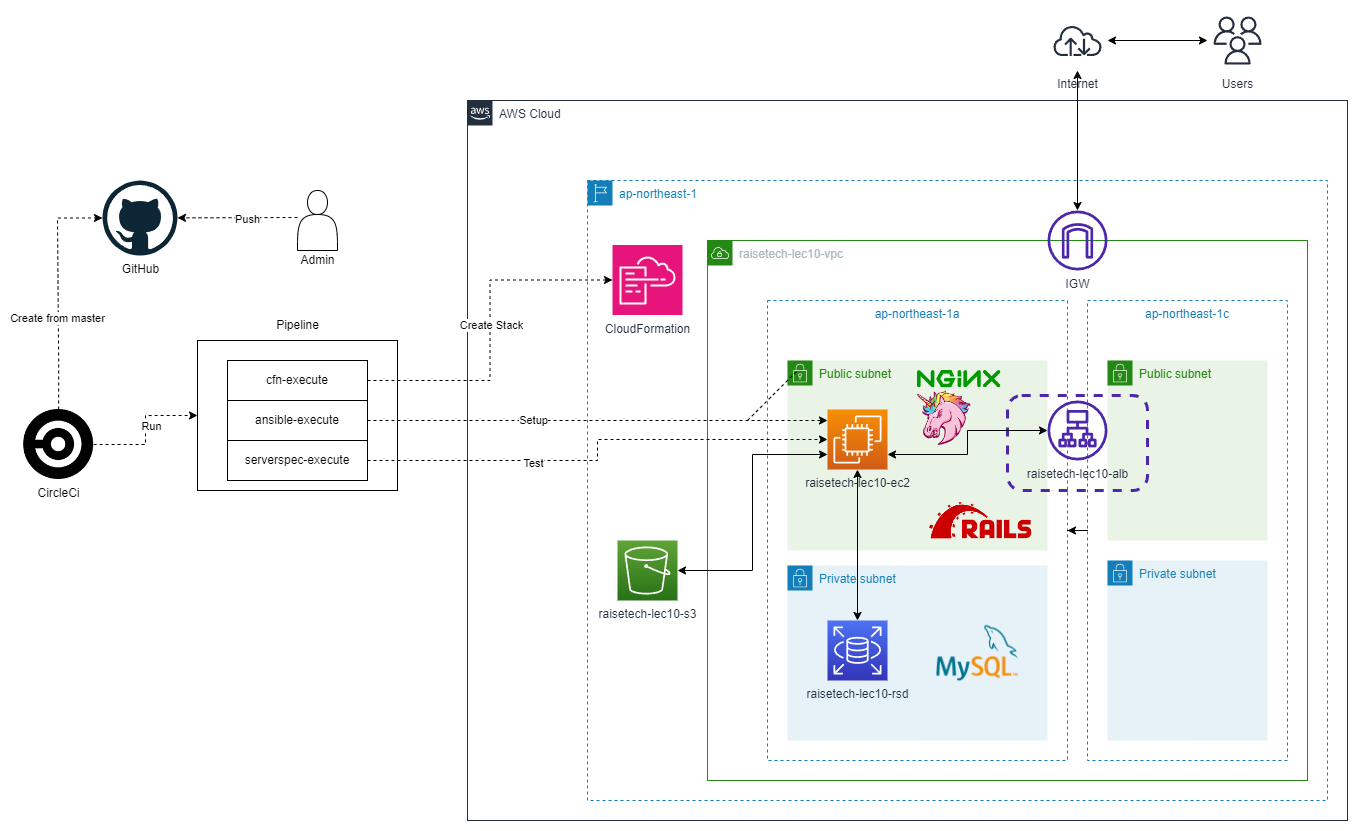 Internet
Users
aws
AWS Cloud
ap-northeast-1
GitHub
Push
Admin
raisetech-lec10-vpc
IGW
Create from master
Pipeline
Create Stack
CloudFormation
ap-northeast-1a
ap-northeast-1c
cfn-execute
Public subnet
NGINX
Public subnet
Run
ansible-execute
Setup
serverspec-execute
Test
raisetech-lec10-ec2
raisetech-lec10-alb
CircleCi
RAILS
Private subnet
Private subnet
raisetech-lec10-s3
MySQL
raisetech-lec10-rsd